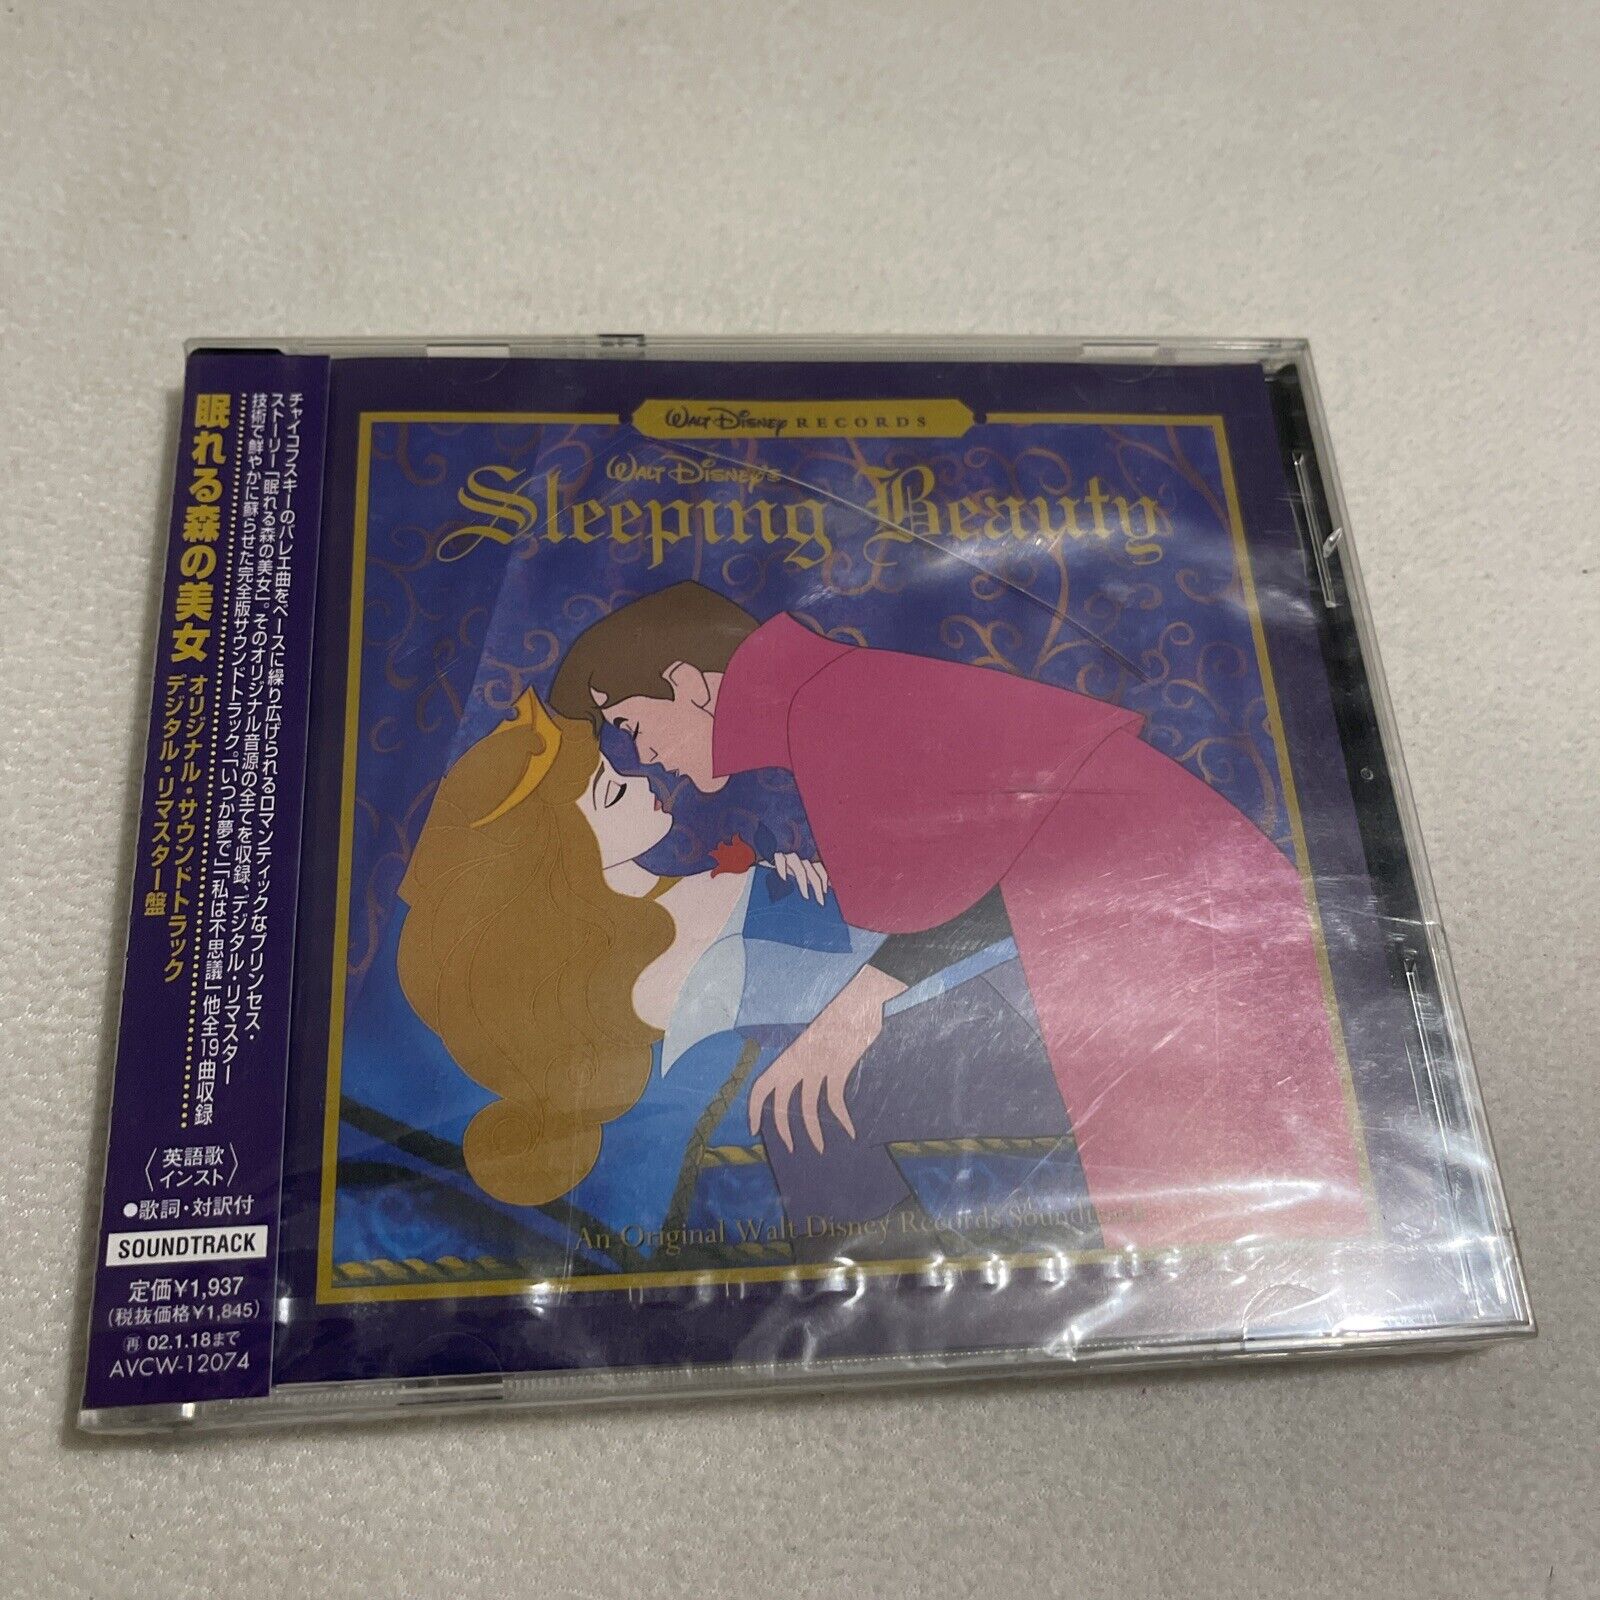 眠れる森の美女
オリジナル・サウンドトラック
デジタル・リマスター盤
チャイコフスキーのバレエ曲をベースに繰り広げられるロマンティックなプリンセス・
ストーリー「眠れる森の美女」。そのオリジナル音源の全てを収録、デジタル・リマスター
技術で鮮やかに蘇らせた完全版サウンドトラック。「いつか夢で」「私は不思議」他全19曲収録
〈英語歌
インスト〉
●歌詞・対訳付
SOUNDTRACK
定価¥1,937
(税抜価格¥1,845)
再 02.1.18まで
AVCW-12074
WALT DISNEY RECORDS
WALT DISNEY'S
Sleeping Beauty
An Original Walt Disney Records Soundtrack